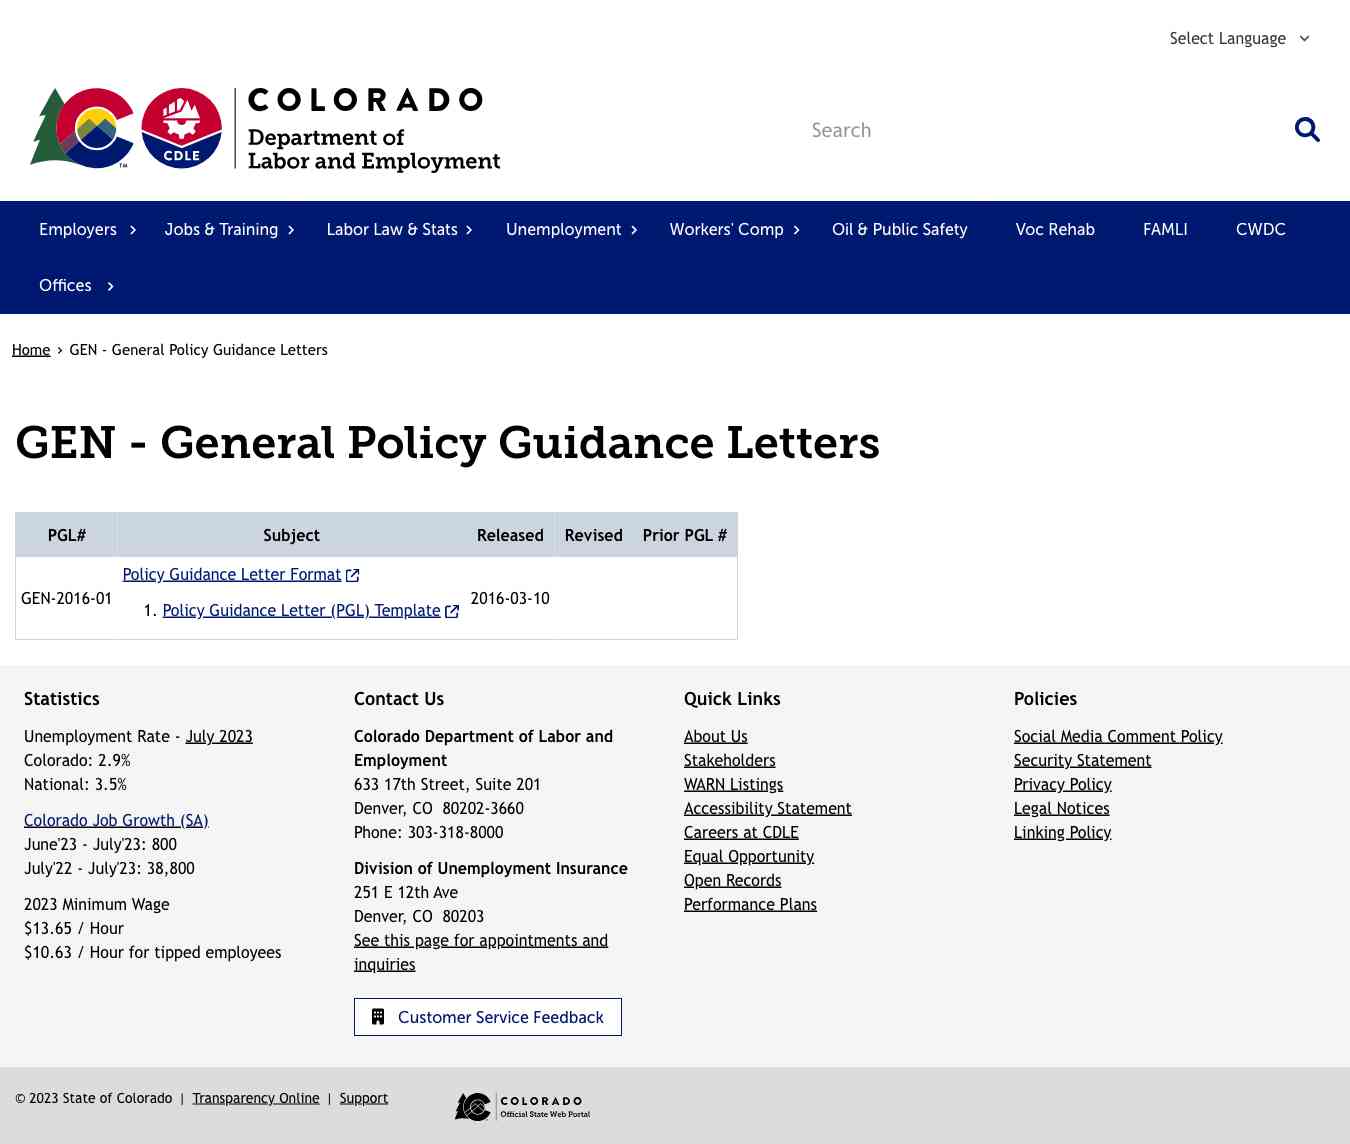 Select Language
COLORADO
Department of
Labor and Employment
CDLE
TM
Search
Employers
Jobs & Training
Labor Law & Stats
Unemployment
Workers' Comp
Oil & Public Safety
Voc Rehab
FAMLI
CWDC
Offices
Home › GEN - General Policy Guidance Letters
GEN - General Policy Guidance Letters
PGL# Subject Released Revised Prior PGL #
GEN-2016-01
Policy Guidance Letter Format
1. Policy Guidance Letter (PGL) Template
2016-03-10
Statistics
Unemployment Rate - July 2023
Colorado: 2.9%
National: 3.5%
Colorado Job Growth (SA)
June'23 - July'23: 800
July'22 - July'23: 38,800
2023 Minimum Wage
$13.65 / Hour
$10.63 / Hour for tipped employees
Contact Us
Colorado Department of Labor and
Employment
633 17th Street, Suite 201
Denver, CO 80202-3660
Phone: 303-318-8000
Division of Unemployment Insurance
251 E 12th Ave
Denver, CO 80203
See this page for appointments and
inquiries
Customer Service Feedback
Quick Links
About Us
Stakeholders
WARN Listings
Accessibility Statement
Careers at CDLE
Equal Opportunity
Open Records
Performance Plans
Policies
Social Media Comment Policy
Security Statement
Privacy Policy
Legal Notices
Linking Policy
© 2023 State of Colorado | Transparency Online | Support
COLORADO
Official State Web Portal